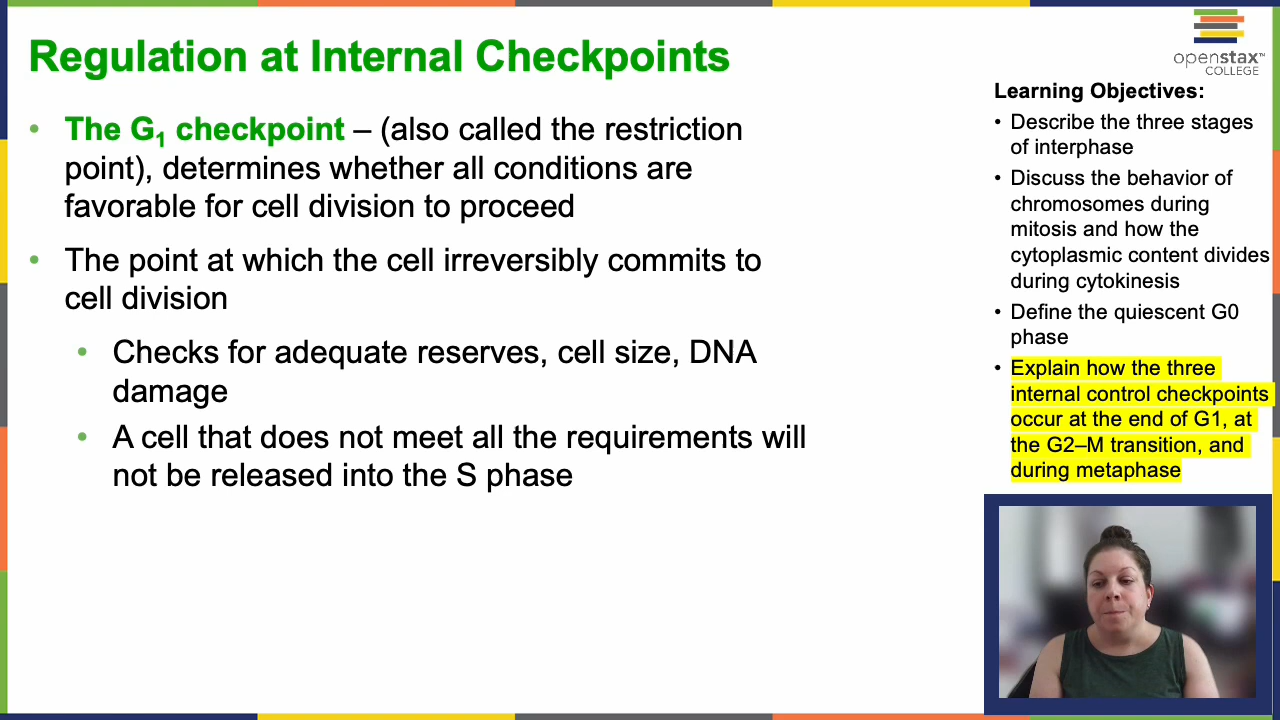 Regulation at Internal Checkpoints
• The G₁ checkpoint – (also called the restriction
point), determines whether all conditions are
favorable for cell division to proceed
• The point at which the cell irreversibly commits to
cell division
• Checks for adequate reserves, cell size, DNA
damage
• A cell that does not meet all the requirements will
not be released into the S phase
openstax™
COLLEGE
Learning Objectives:
• Describe the three stages
of interphase
• Discuss the behavior of
chromosomes during
mitosis and how the
cytoplasmic content divides
during cytokinesis
• Define the quiescent G0
phase
• Explain how the three
internal control checkpoints
occur at the end of G1, at
the G2–M transition, and
during metaphase